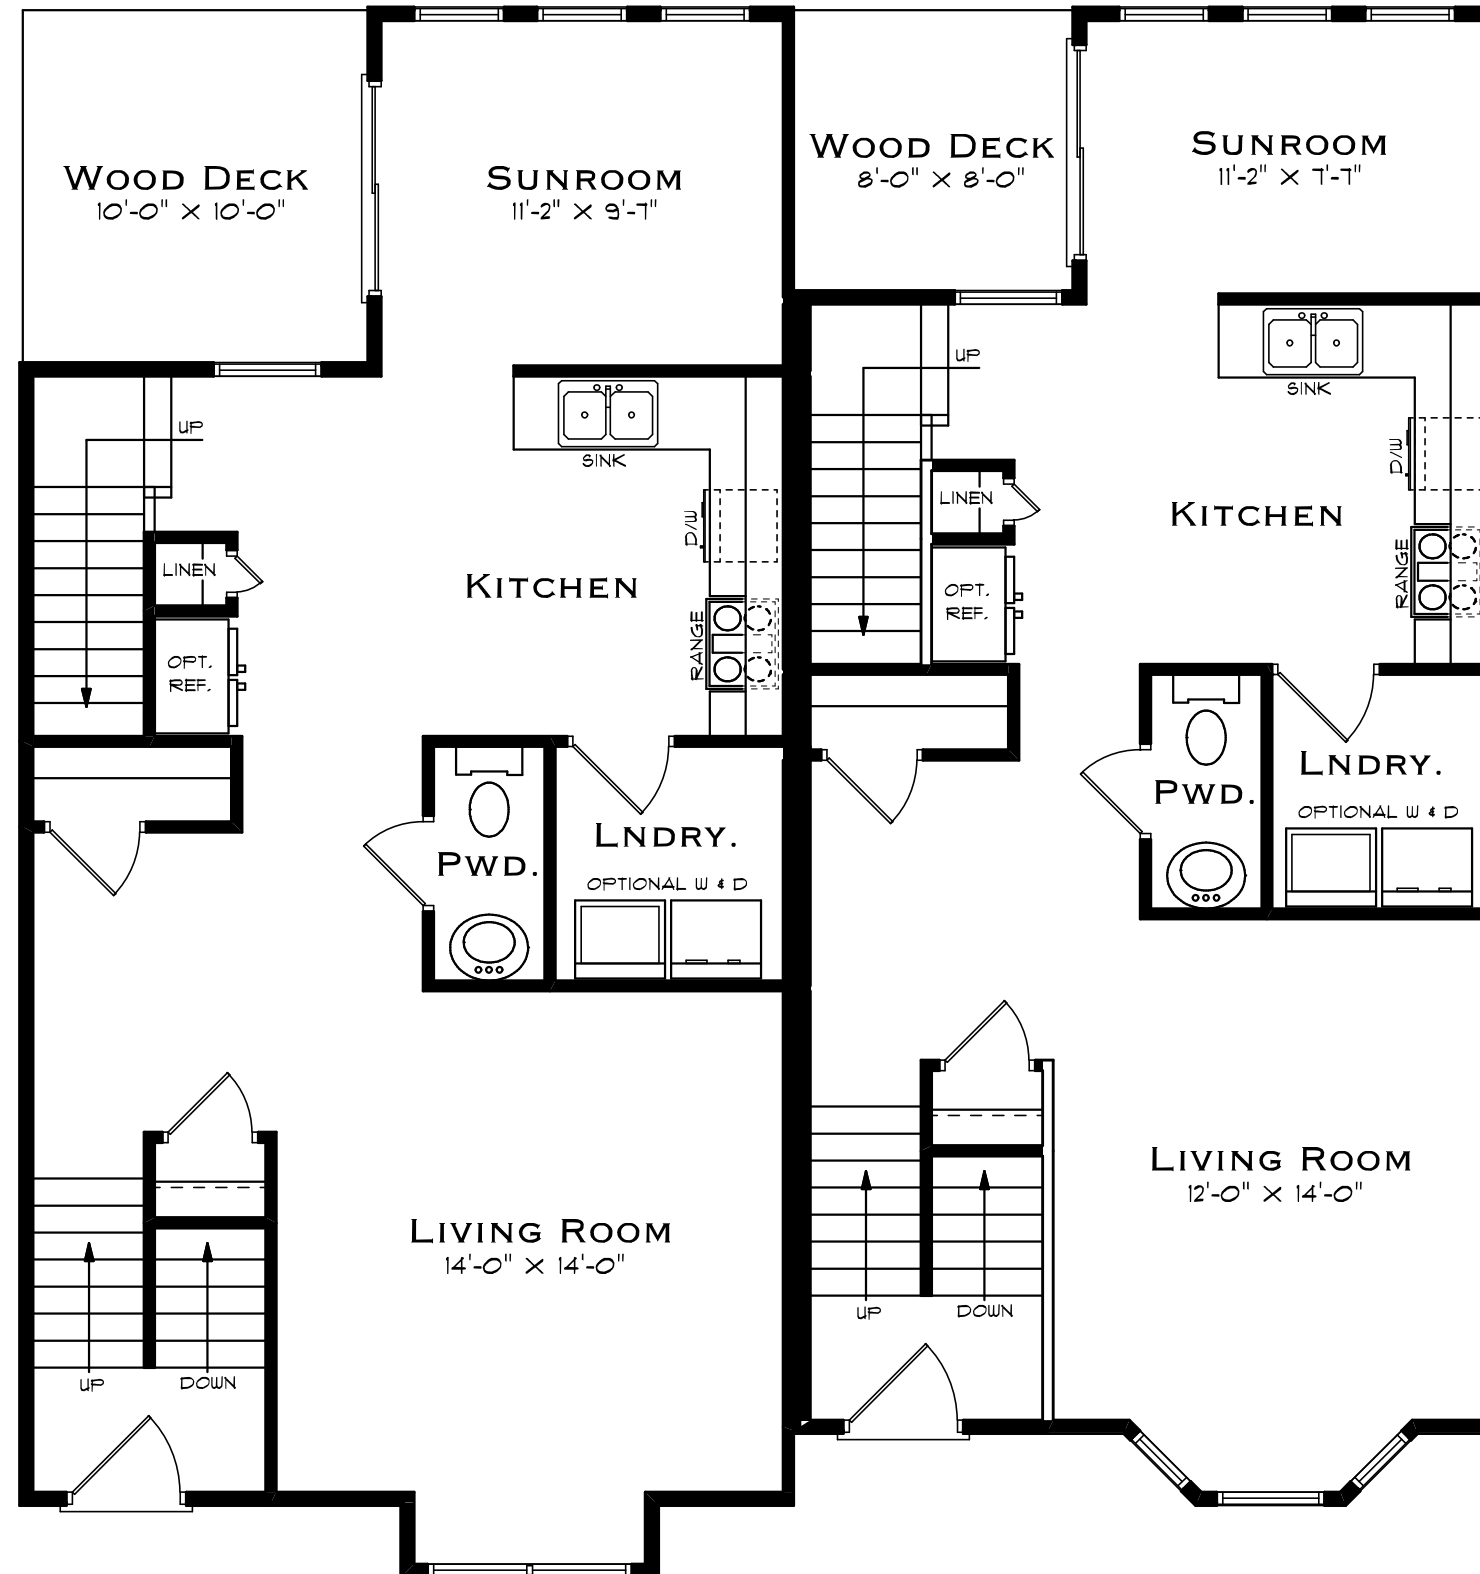 WOOD DECK
10'-0" X 10'-0"
SUNROOM
11'-2" X 9'-7"
UP
SINK
D/W
LINEN
KITCHEN
RANGE
OPT.
REF.
PWD.
LNDRY.
OPTIONAL W & D
LIVING ROOM
14'-0" X 14'-0"
UP
DOWN
WOOD DECK
8'-0" X 8'-0"
SUNROOM
11'-2" X 7'-7"
UP
SINK
D/W
LINEN
KITCHEN
RANGE
OPT.
REF.
PWD.
LNDRY.
OPTIONAL W & D
LIVING ROOM
12'-0" X 14'-0"
UP
DOWN